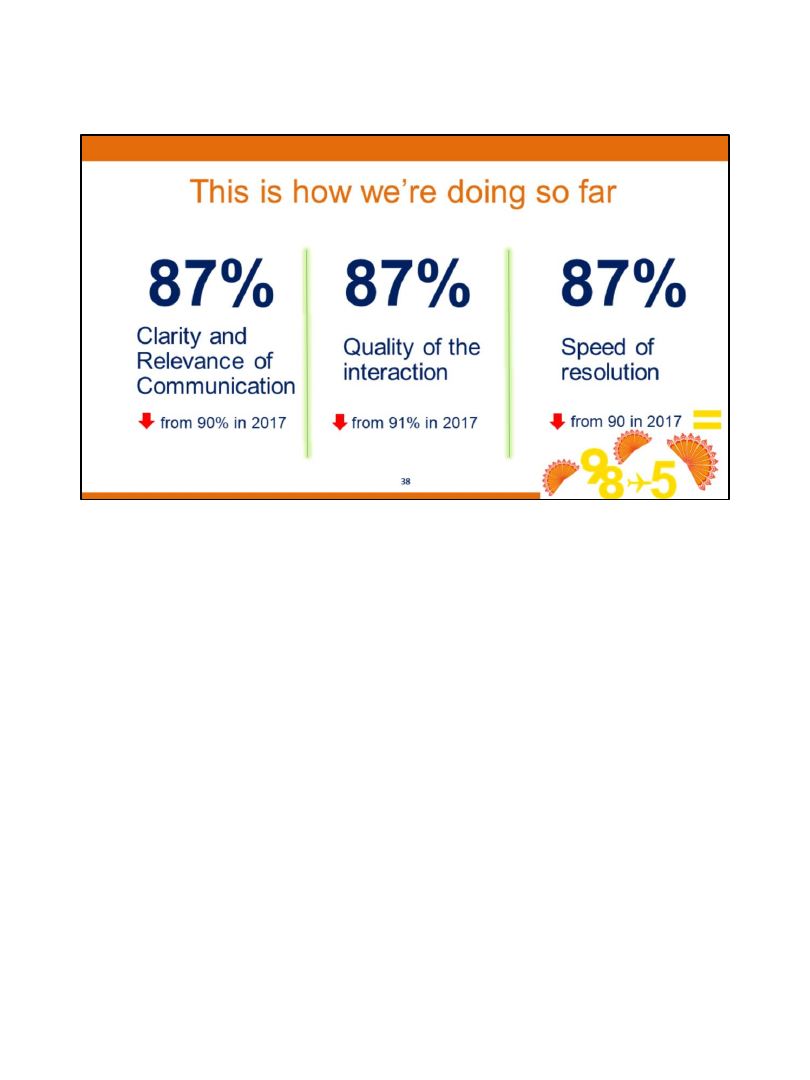 This is how we're doing so far
87%
Clarity and
Relevance of
Communication
from 90% in 2017
87%
Quality of the
interaction
from 91% in 2017
87%
Speed of
resolution
from 90 in 2017
=
98
5
38